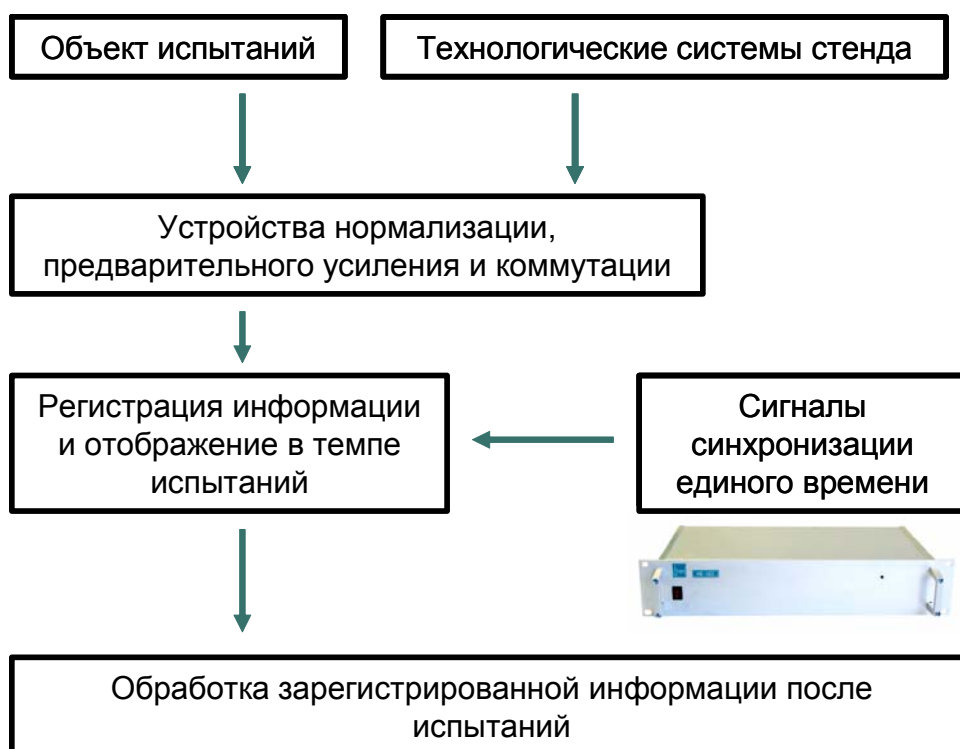 Объект испытаний
Технологические системы стенда
Устройства нормализации,
предварительного усиления и коммутации
Регистрация информации
и отображение в темпе
испытаний
Сигналы
синхронизации
единого времени
Обработка зарегистрированной информации после
испытаний